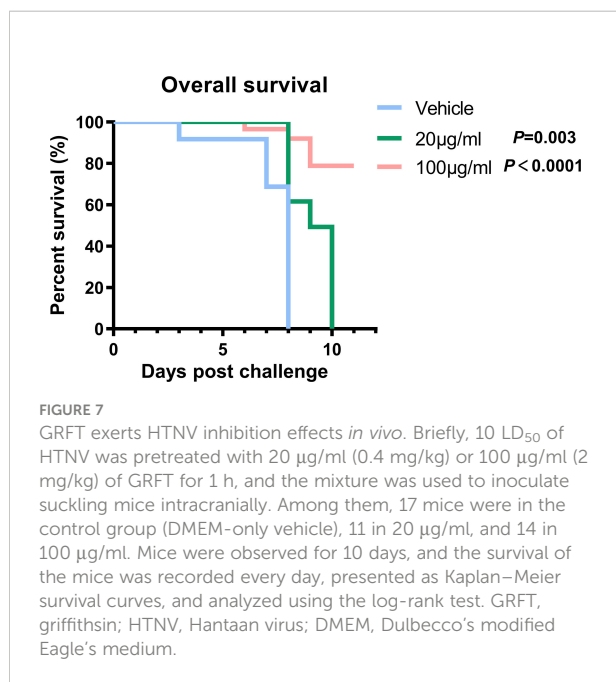 Overall survival
Vehicle
20μg/ml P=0.003
100μg/ml P<0.0001
Percent survival (%)
100
80
60
40
20
0
0 5 10
Days post challenge
FIGURE 7
GRFT exerts HTNV inhibition effects in vivo. Briefly, 10 LD50 of
HTNV was pretreated with 20 μg/ml (0.4 mg/kg) or 100 μg/ml (2
mg/kg) of GRFT for 1 h, and the mixture was used to inoculate
suckling mice intracranially. Among them, 17 mice were in the
control group (DMEM-only vehicle), 11 in 20 μg/ml, and 14 in
100 μg/ml. Mice were observed for 10 days, and the survival of
the mice was recorded every day, presented as Kaplan–Meier
survival curves, and analyzed using the log-rank test. GRFT,
griffithsin; HTNV, Hantaan virus; DMEM, Dulbecco’s modified
Eagle’s medium.